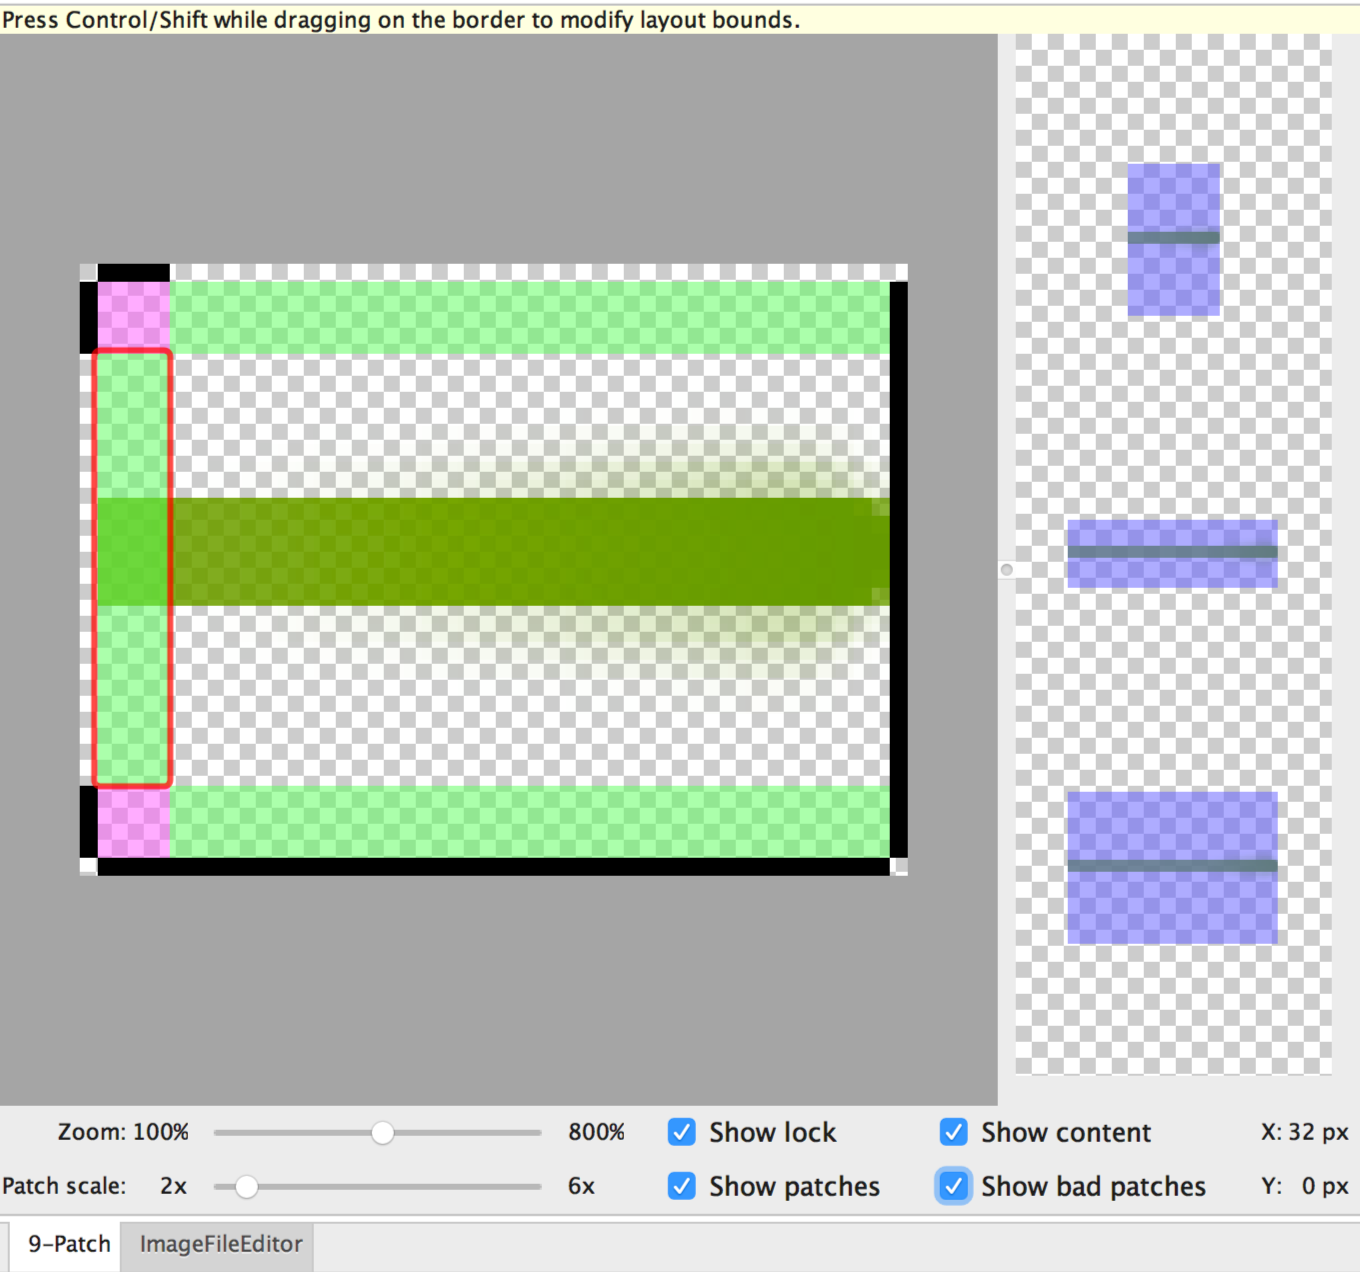 Press Control/Shift while dragging on the border to modify layout bounds.
Zoom: 100% 800% Show lock Show content X: 32 px
Patch scale: 2x 6x Show patches Show bad patches Y: 0 px
9-Patch ImageFileEditor